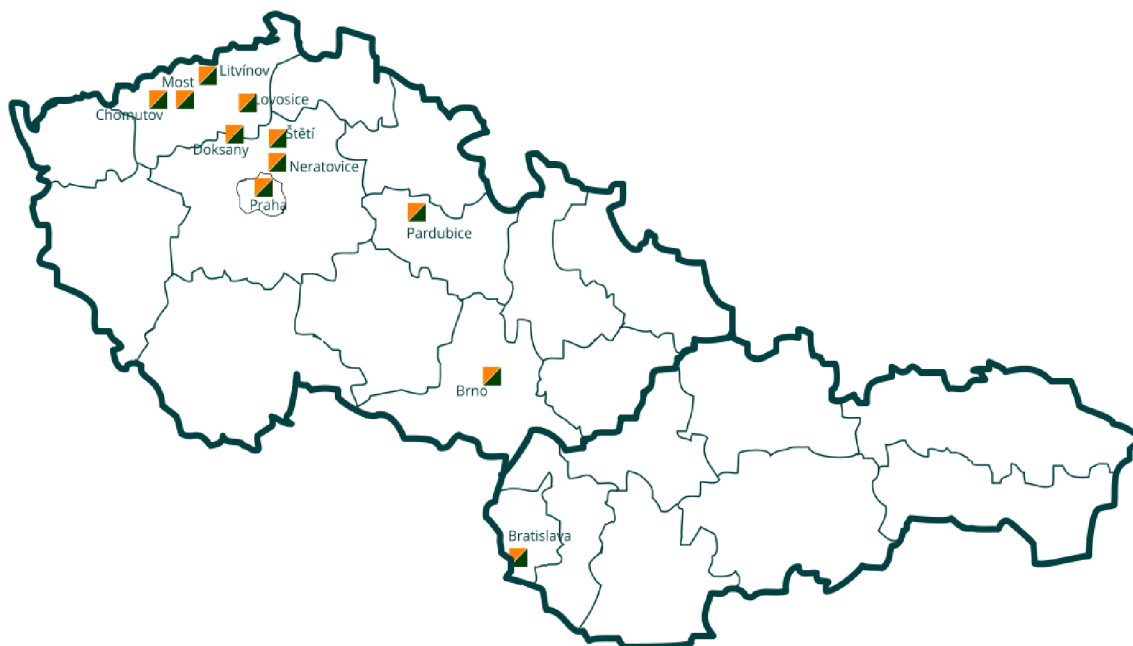 Litvínov
Most
Lovosice
Chomutov
Štětí
Doksany
Neratovice
Praha
Pardubice
Brno
Bratislava